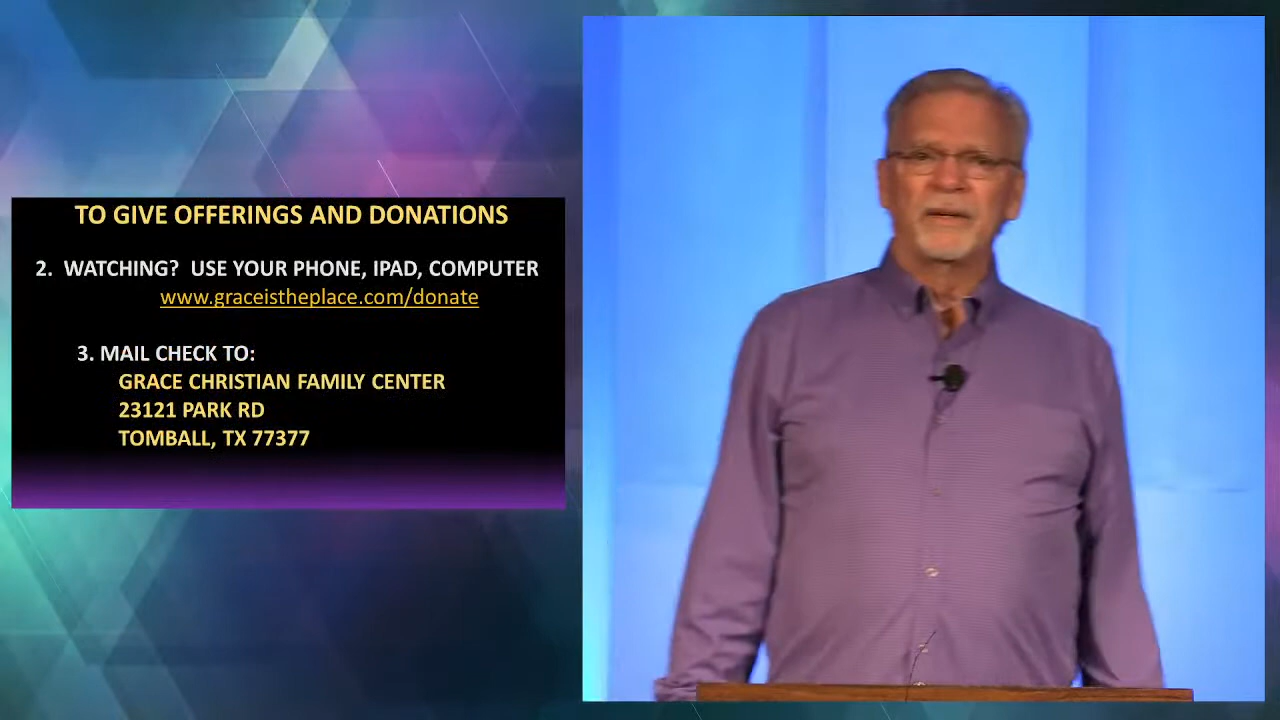 TO GIVE OFFERINGS AND DONATIONS
2. WATCHING? USE YOUR PHONE, IPAD, COMPUTER
www.graceistheplace.com/donate
3. MAIL CHECK TO:
GRACE CHRISTIAN FAMILY CENTER
23121 PARK RD
TOMBALL, TX 77377